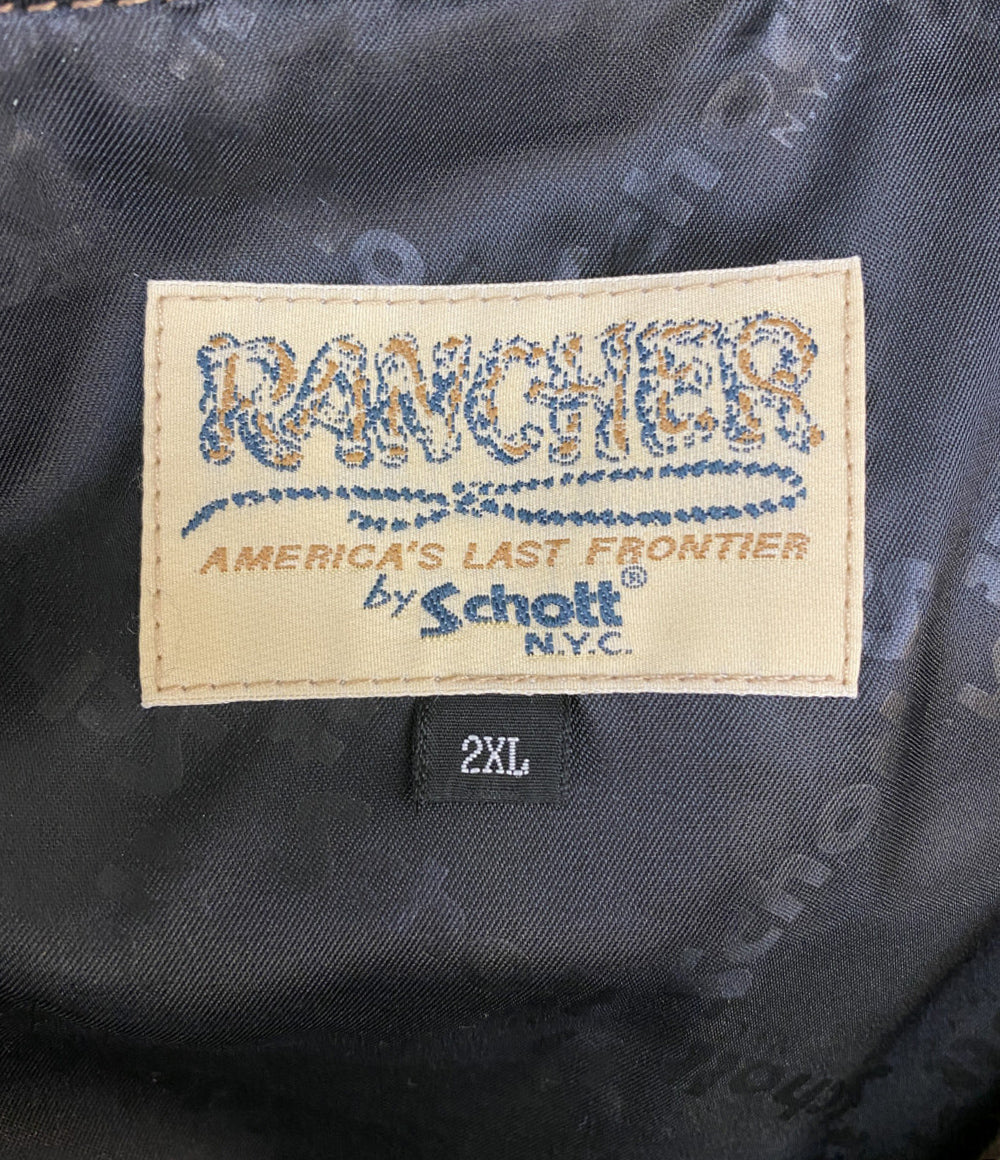 RANCHER
AMERICA'S LAST FRONTIER
by Schott®
N.Y.C.
2XL